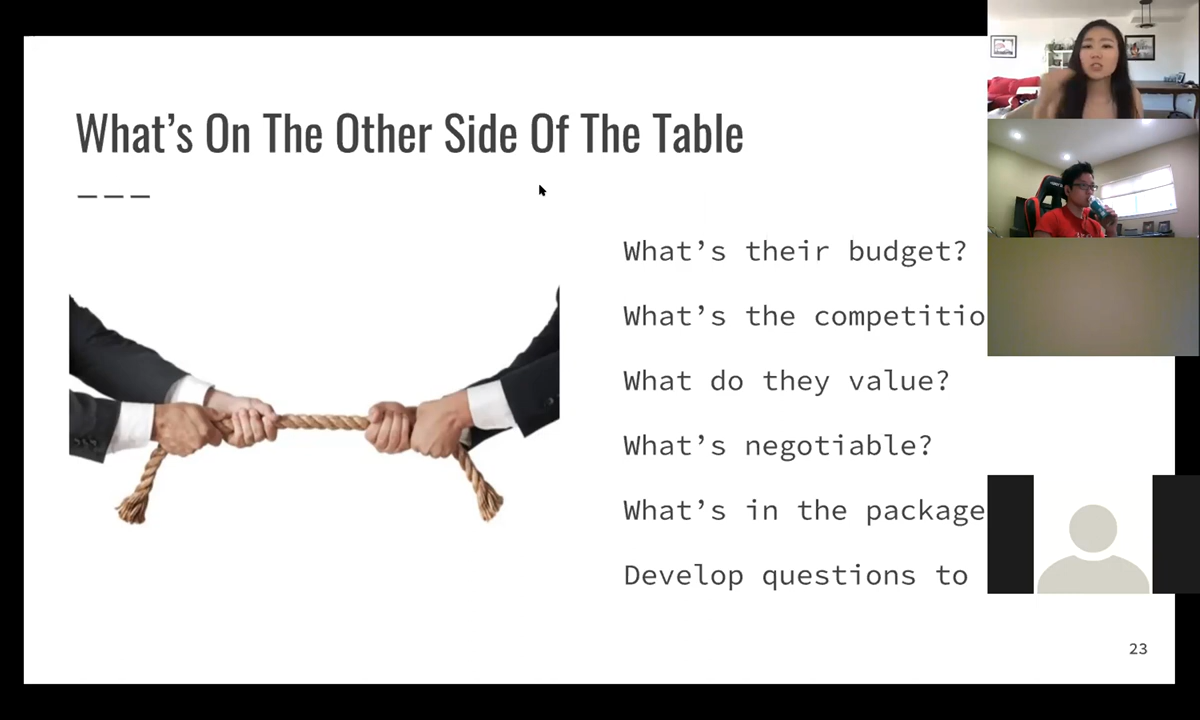 What’s On The Other Side Of The Table
What’s their budget?
What’s the competitio
What do they value?
What’s negotiable?
What’s in the package
Develop questions to
23